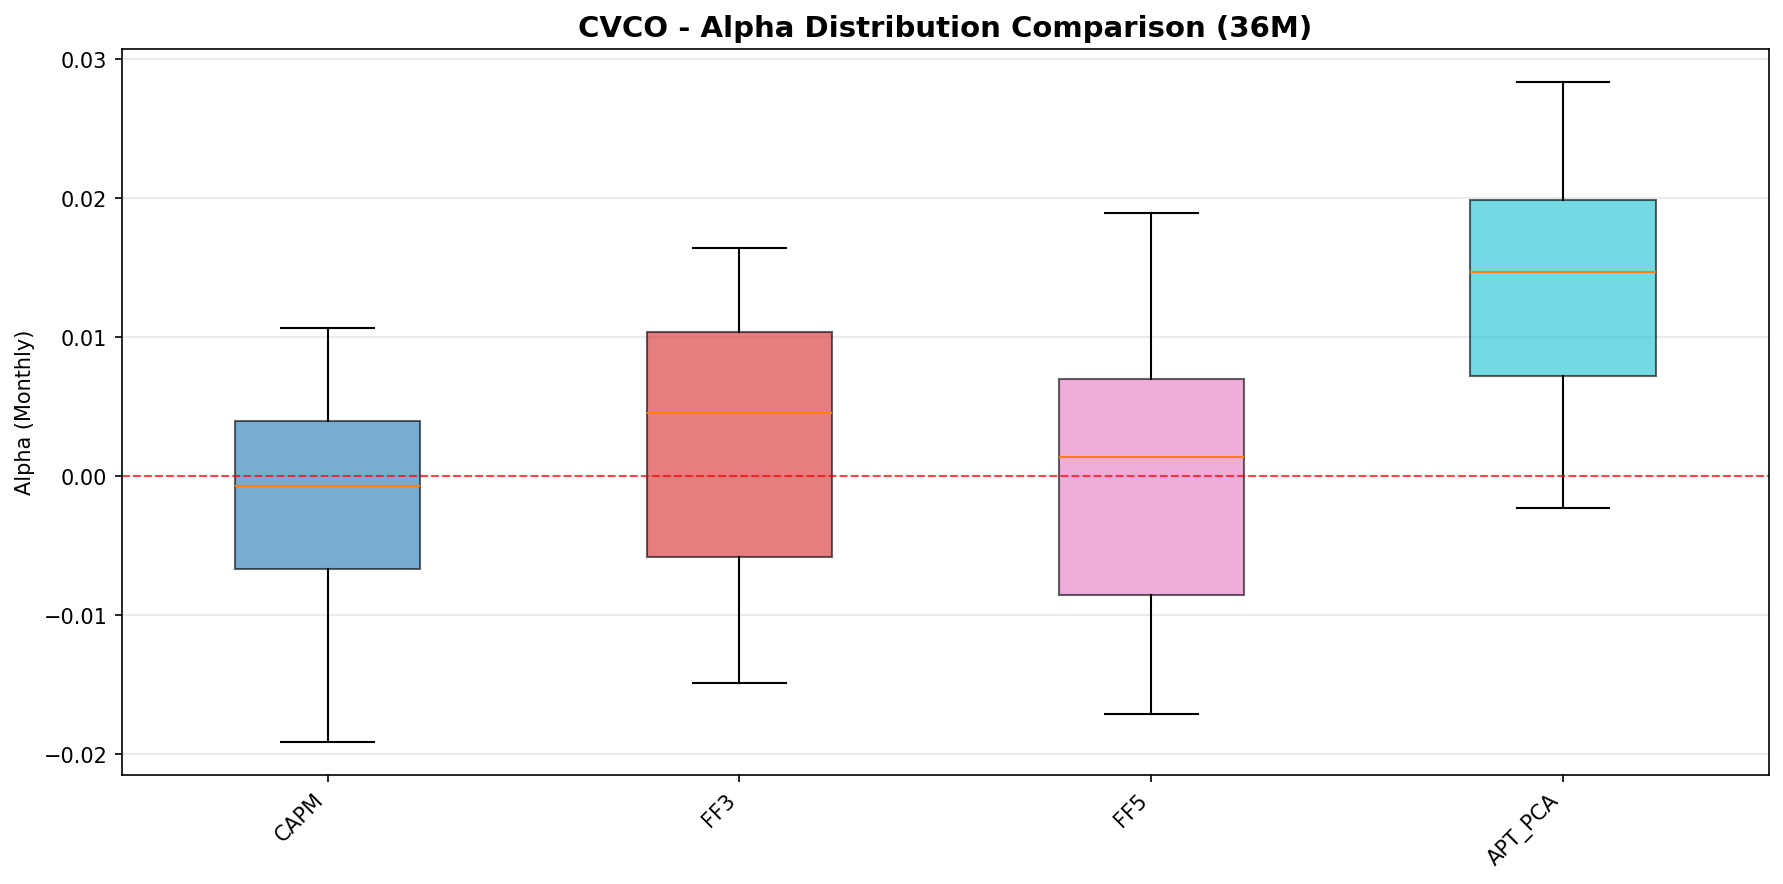 CVCO - Alpha Distribution Comparison (36M)
Alpha (Monthly)
0.03
0.02
0.01
0.00
−0.01
−0.02
CAPM
FF3
FF5
APT_PCA